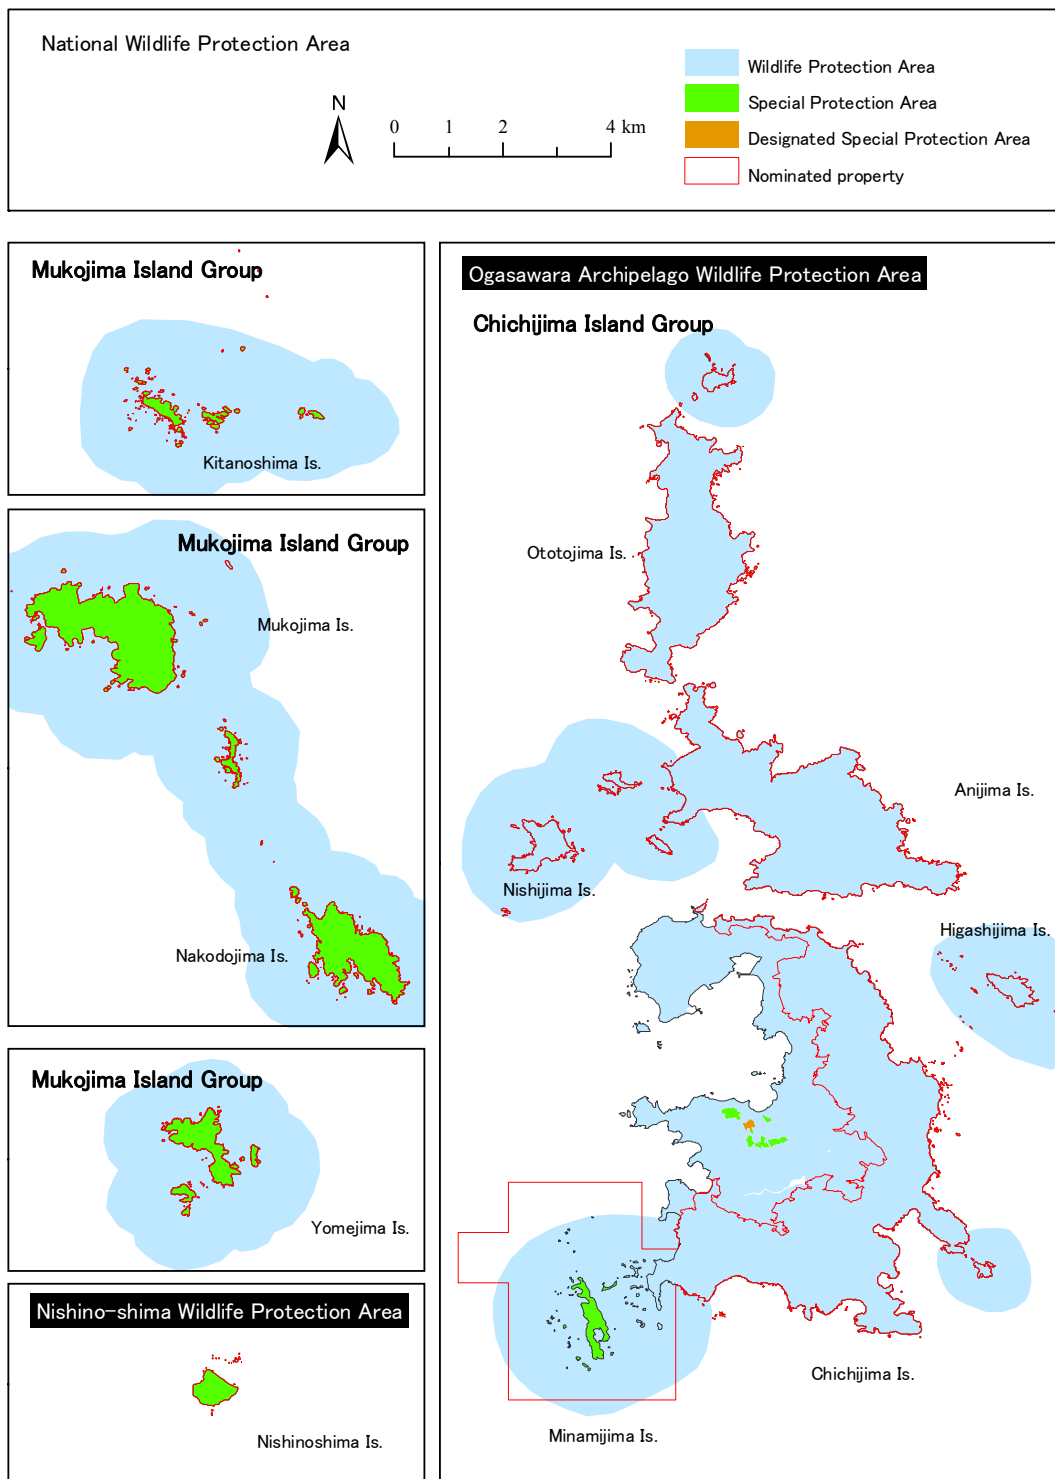 National Wildlife Protection Area
N
0 1 2 4 km
Wildlife Protection Area
Special Protection Area
Designated Special Protection Area
Nominated property
Mukojima Island Group
Kitanoshima Is.
Mukojima Island Group
Mukojima Is.
Nakodojima Is.
Mukojima Island Group
Yomejima Is.
Nishino-shima Wildlife Protection Area
Nishinoshima Is.
Ogasawara Archipelago Wildlife Protection Area
Chichijima Island Group
Ototojima Is.
Anijima Is.
Nishijima Is.
Higashijima Is.
Chichijima Is.
Minamijima Is.